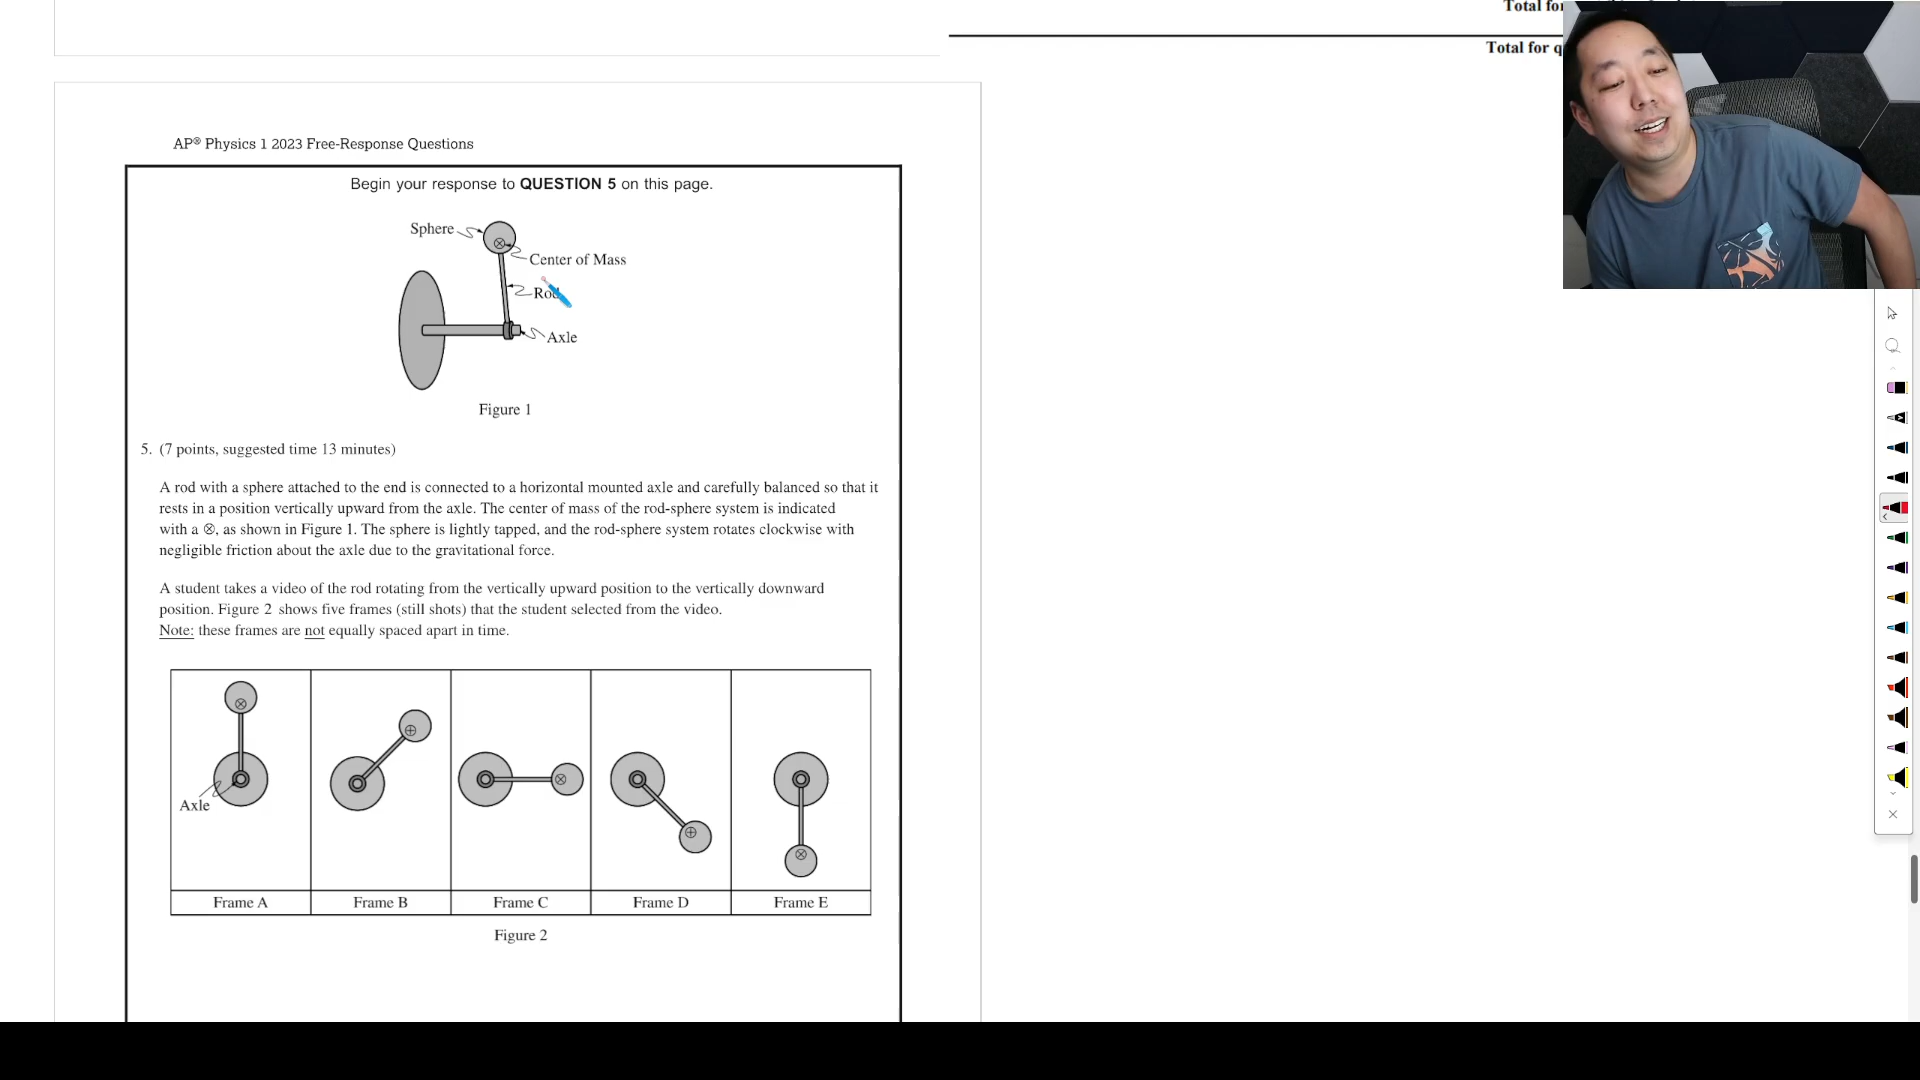 Total for
Total for q
AP® Physics 1 2023 Free-Response Questions
Begin your response to QUESTION 5 on this page.
Sphere
Center of Mass
Rod
Axle
Figure 1
5. (7 points, suggested time 13 minutes)
A rod with a sphere attached to the end is connected to a horizontal mounted axle and carefully balanced so that it
rests in a position vertically upward from the axle. The center of mass of the rod-sphere system is indicated
with a ⊗, as shown in Figure 1. The sphere is lightly tapped, and the rod-sphere system rotates clockwise with
negligible friction about the axle due to the gravitational force.
A student takes a video of the rod rotating from the vertically upward position to the vertically downward
position. Figure 2 shows five frames (still shots) that the student selected from the video.
Note: these frames are not equally spaced apart in time.
Axle
Frame A
Frame B
Frame C
Frame D
Frame E
Figure 2